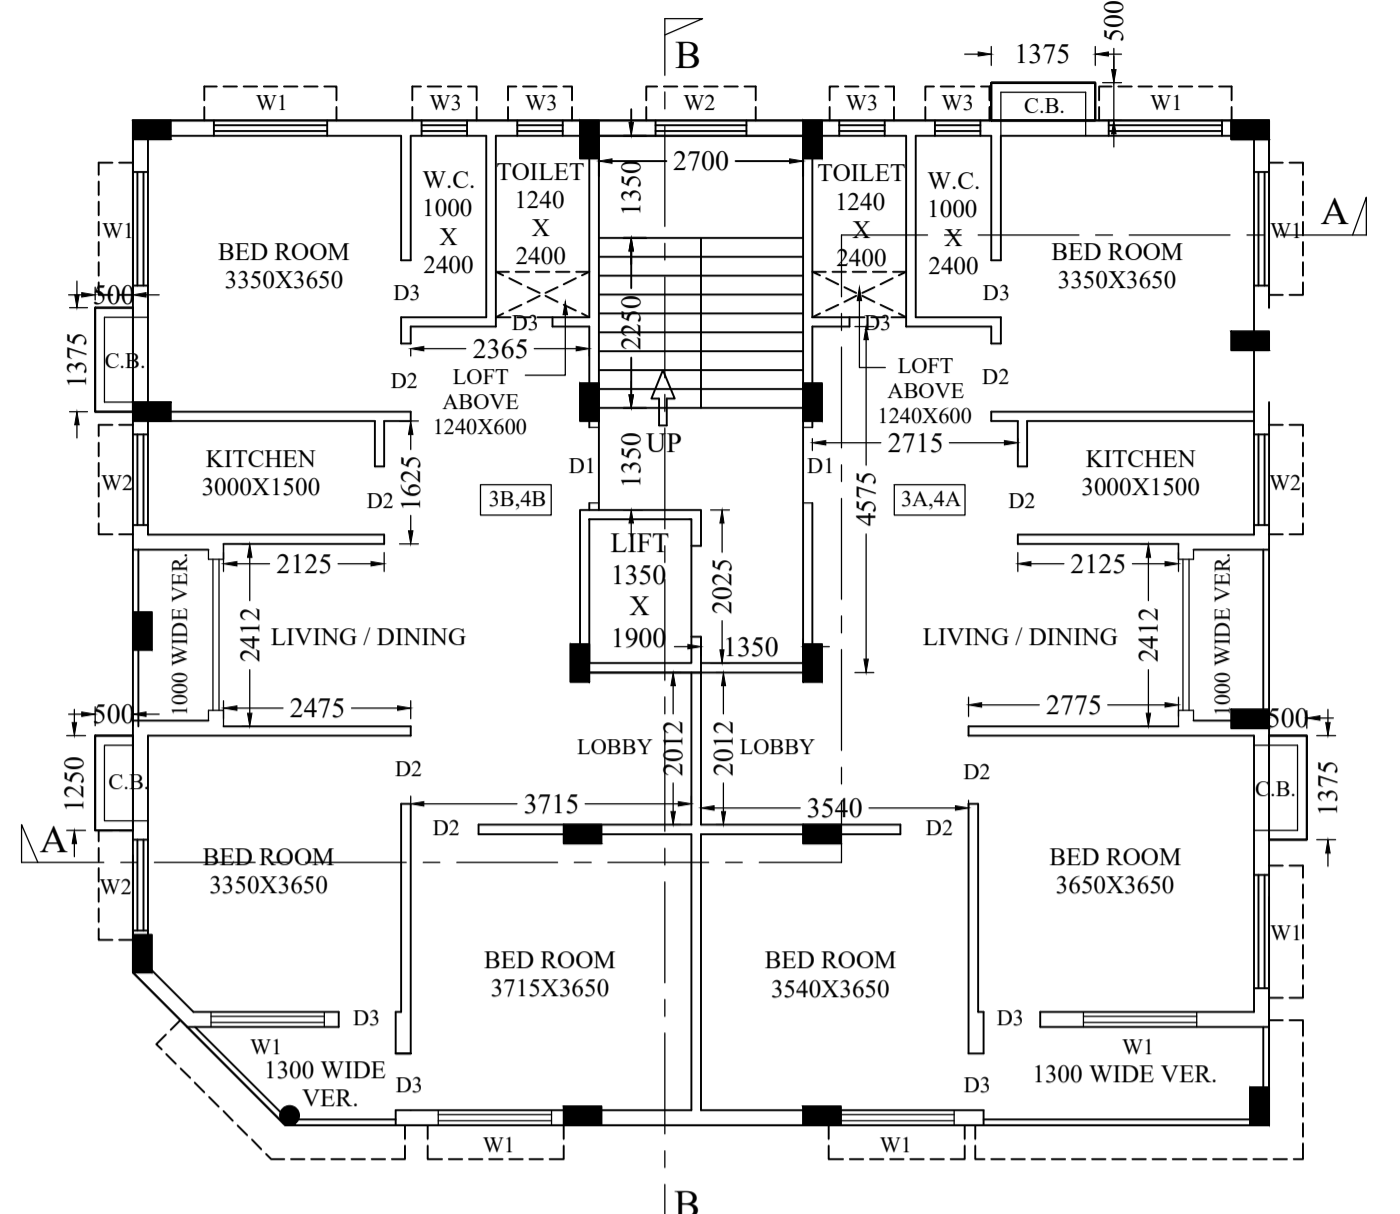 B
500
1375
W1
W3
W3
W2
W3
W3
C.B.
W1
2700
1350
TOILET
1240
X
2400
W.C.
1000
X
2400
TOILET
1240
X
2400
W.C.
1000
X
2400
A
W1
BED ROOM
3350X3650
BED ROOM
3350X3650
W1
500
D3
D3
D3
D3
2250
1375
C.B.
2365
D2
LOFT
ABOVE
1240X600
LOFT
ABOVE
1240X600
D2
UP
2715
KITCHEN
3000X1500
W2
D2
1625
D1
1350
D1
4575
KITCHEN
3000X1500
W2
D2
3B,4B
3A,4A
LIFT
1350
X
1900
2025
1350
2125
2125
1000 WIDE VER.
2412
LIVING / DINING
LIVING / DINING
2412
1000 WIDE VER.
500
2475
2775
500
LOBBY
2012
2012
LOBBY
1250
C.B.
D2
D2
C.B.
1375
3715
3540
D2
D2
A
BED ROOM
3350X3650
W2
BED ROOM
3650X3650
W1
BED ROOM
3715X3650
BED ROOM
3540X3650
D3
D3
W1
W1
1300 WIDE
VER.
1300 WIDE VER.
D3
D3
W1
W1
B